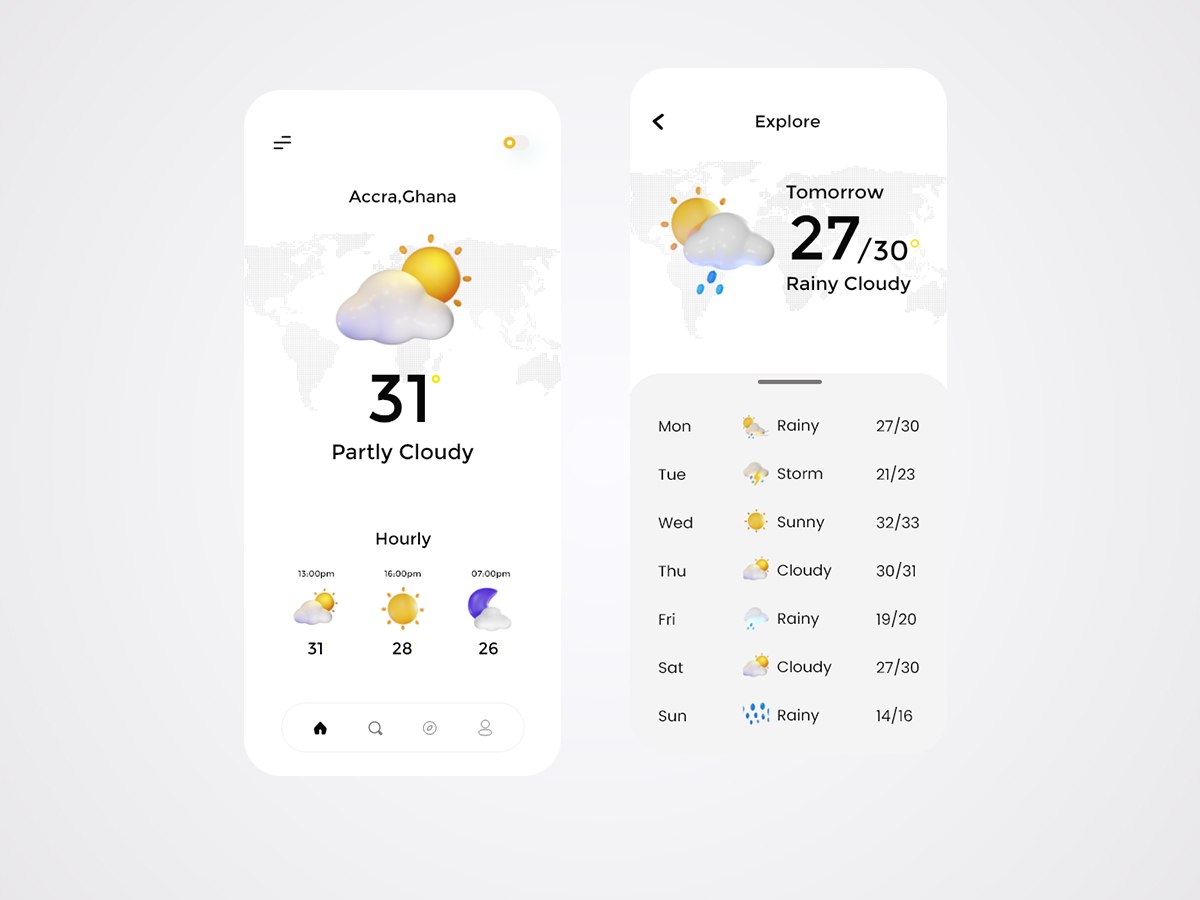 Accra,Ghana
31°
Partly Cloudy
Hourly
13:00pm 16:00pm 07:00pm
31 28 26
Explore
Tomorrow
27/30°
Rainy Cloudy
Mon Rainy 27/30
Tue Storm 21/23
Wed Sunny 32/33
Thu Cloudy 30/31
Fri Rainy 19/20
Sat Cloudy 27/30
Sun Rainy 14/16